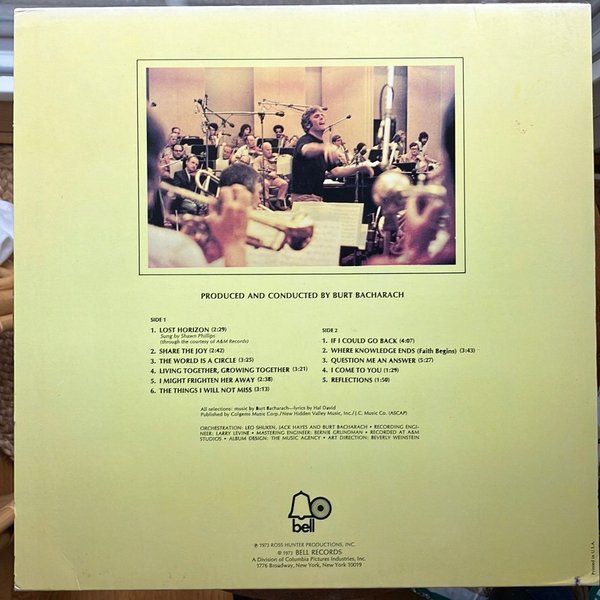 PRODUCED AND CONDUCTED BY BURT BACHARACH
SIDE 1
1. LOST HORIZON (2:29)
Sung by Shawn Phillips
(through the courtesy of A&M Records)
2. SHARE THE JOY (2:42)
3. THE WORLD IS A CIRCLE (3:25)
4. LIVING TOGETHER, GROWING TOGETHER (3:21)
5. I MIGHT FRIGHTEN HER AWAY (2:38)
6. THE THINGS I WILL NOT MISS (3:13)
SIDE 2
1. IF I COULD GO BACK (4:07)
2. WHERE KNOWLEDGE ENDS (Faith Begins) (3:43)
3. QUESTION ME AN ANSWER (5:27)
4. I COME TO YOU (1:29)
5. REFLECTIONS (1:50)
All selections: music by Burt Bacharach—lyrics by Hal David
Published by Colgems Music Corp./New Hidden Valley Music, Inc./J.C. Music Co. (ASCAP)
ORCHESTRATION: LEO SHUKEN, JACK HAYES AND BURT BACHARACH • RECORDING ENGI-
NEER: LARRY LEVINE • MASTERING ENGINEER: BERNIE GRUNDMAN • RECORDED AT A&M
STUDIOS • ALBUM DESIGN: THE MUSIC AGENCY • ART DIRECTION: BEVERLY WEINSTEIN
bell
℗ 1973 ROSS HUNTER PRODUCTIONS, INC.
© 1973 BELL RECORDS
A Division of Columbia Pictures Industries, Inc.
1776 Broadway, New York, New York 10019
Printed in U.S.A.